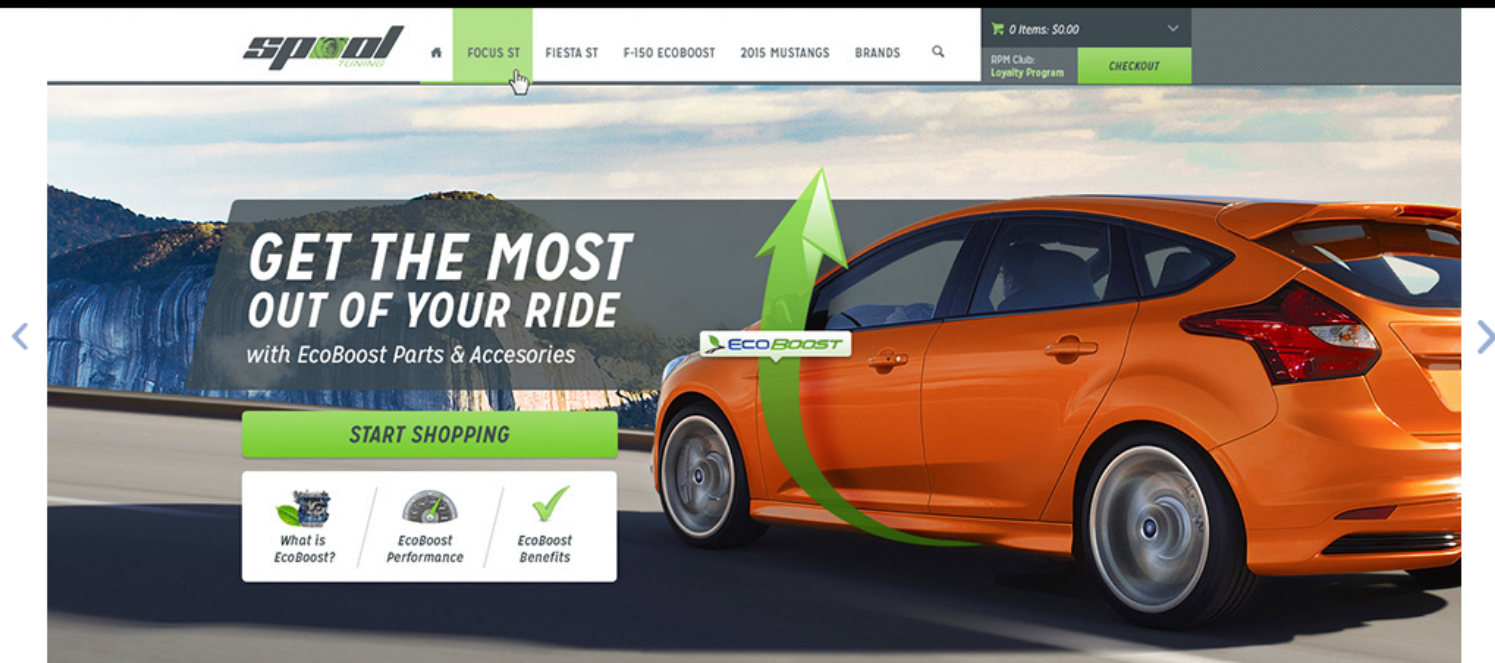 spool
TUNING
FOCUS ST
FIESTA ST
F-150 ECOBOOST
2015 MUSTANGS
BRANDS
0 Items: $0.00
RPM Club:
Loyalty Program
CHECKOUT
GET THE MOST
OUT OF YOUR RIDE
with EcoBoost Parts & Accesories
ECOBOOST
START SHOPPING
What is
EcoBoost?
EcoBoost
Performance
EcoBoost
Benefits